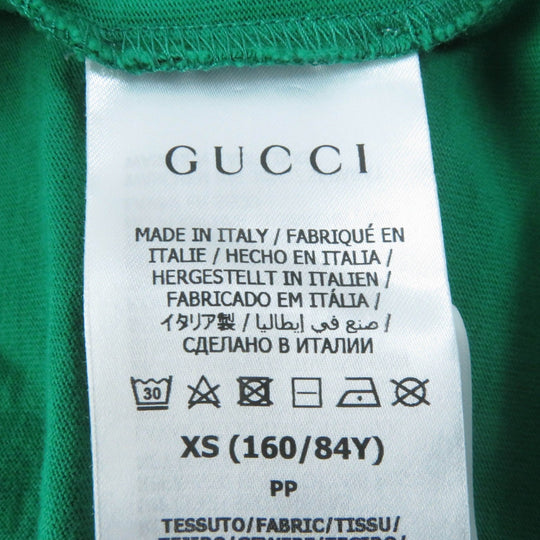 GUCCI
MADE IN ITALY / FABRIQUÉ EN
ITALIE / HECHO EN ITALIA /
HERGESTELLT IN ITALIEN /
FABRICADO EM ITÁLIA /
イタリア製 / صنع في إيطاليا /
СДЕЛАНО В ИТАЛИИ
30
XS (160/84Y)
PP
TESSUTO/FABRIC/TISSU/